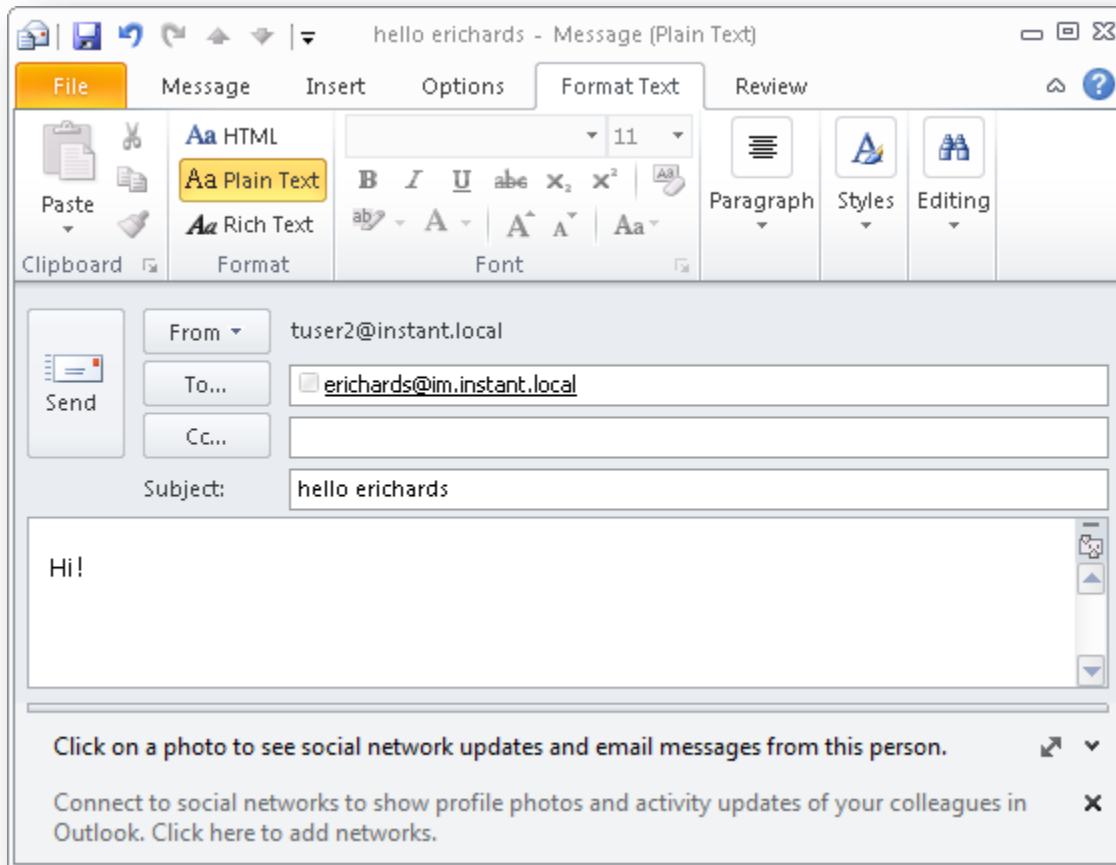 hello erichards - Message (Plain Text)
File Message Insert Options Format Text Review
Paste
Clipboard
Aa HTML
Aa Plain Text
Aa Rich Text
Format
11
B I U abc x₂ x² Aa
ab A A A Aa
Font
Paragraph
Styles
Editing
Send
From tuser2@instant.local
To... erichards@im.instant.local
Cc...
Subject: hello erichards
Hi!
Click on a photo to see social network updates and email messages from this person.
Connect to social networks to show profile photos and activity updates of your colleagues in
Outlook. Click here to add networks.